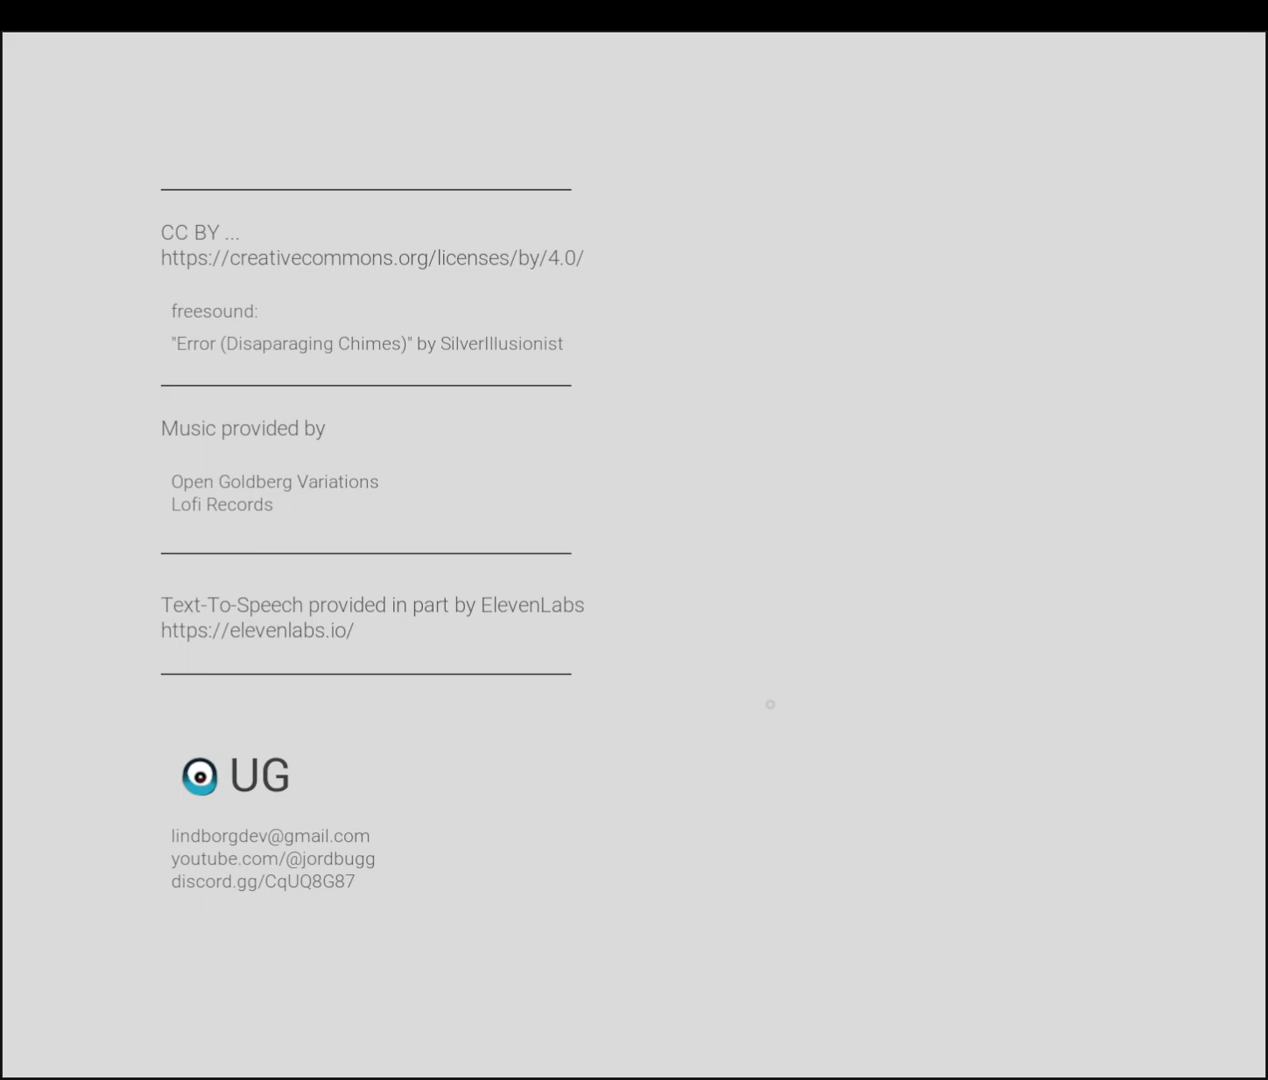 CC BY ...
https://creativecommons.org/licenses/by/4.0/
freesound:
"Error (Disaparaging Chimes)" by SilverIllusionist
Music provided by
Open Goldberg Variations
Lofi Records
Text-To-Speech provided in part by ElevenLabs
https://elevenlabs.io/
UG
lindborgdev@gmail.com
youtube.com/@jordbugg
discord.gg/CqUQ8G87